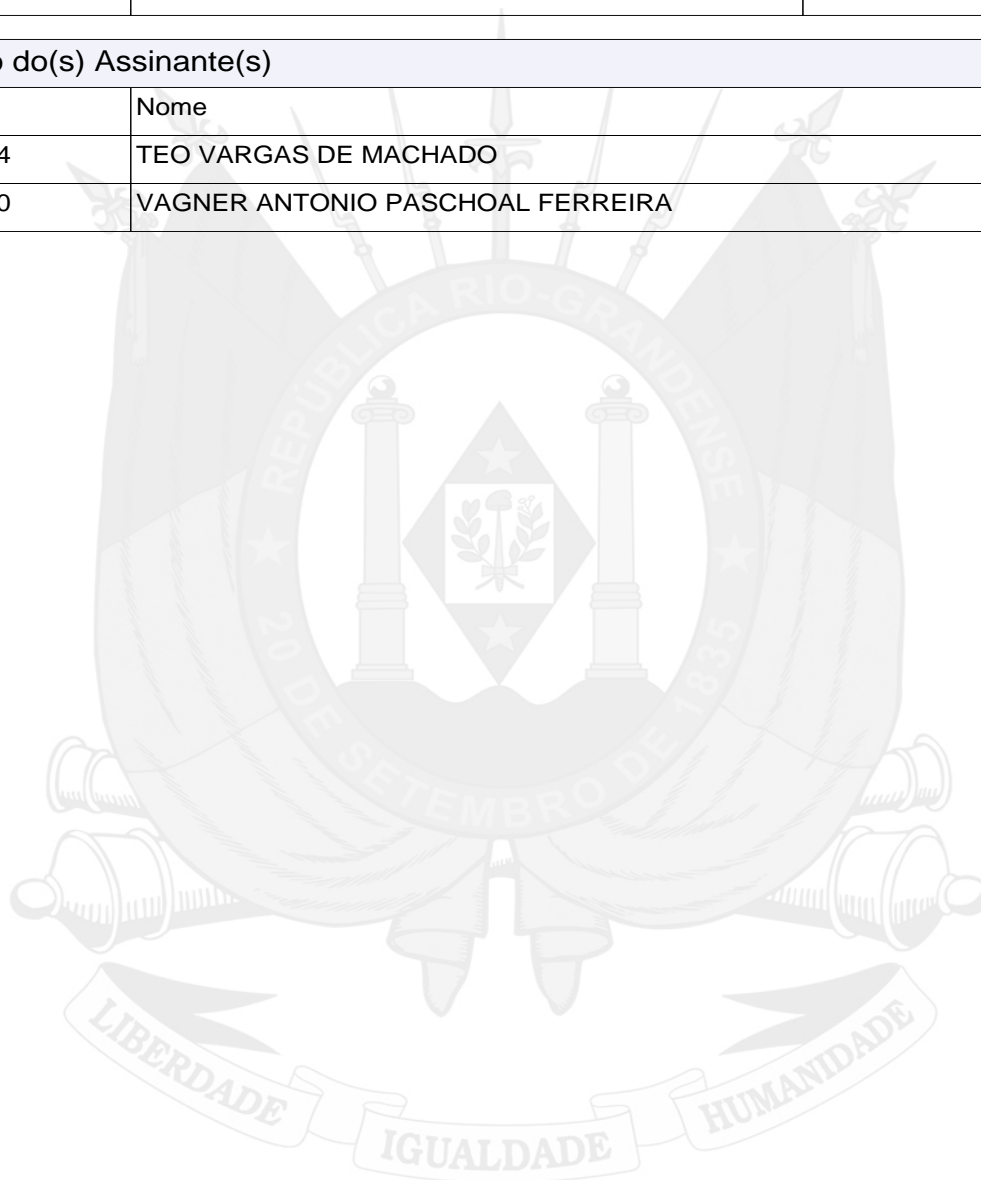 o do(s) Assinante(s)
Nome
4 TEO VARGAS DE MACHADO
0 VAGNER ANTONIO PASCHOAL FERREIRA
REPÚBLICA RIO-GRANDENSE
★ 20 DE SETEMBRO DE 1835 ★
LIBERDADE IGUALDADE HUMANIDADE